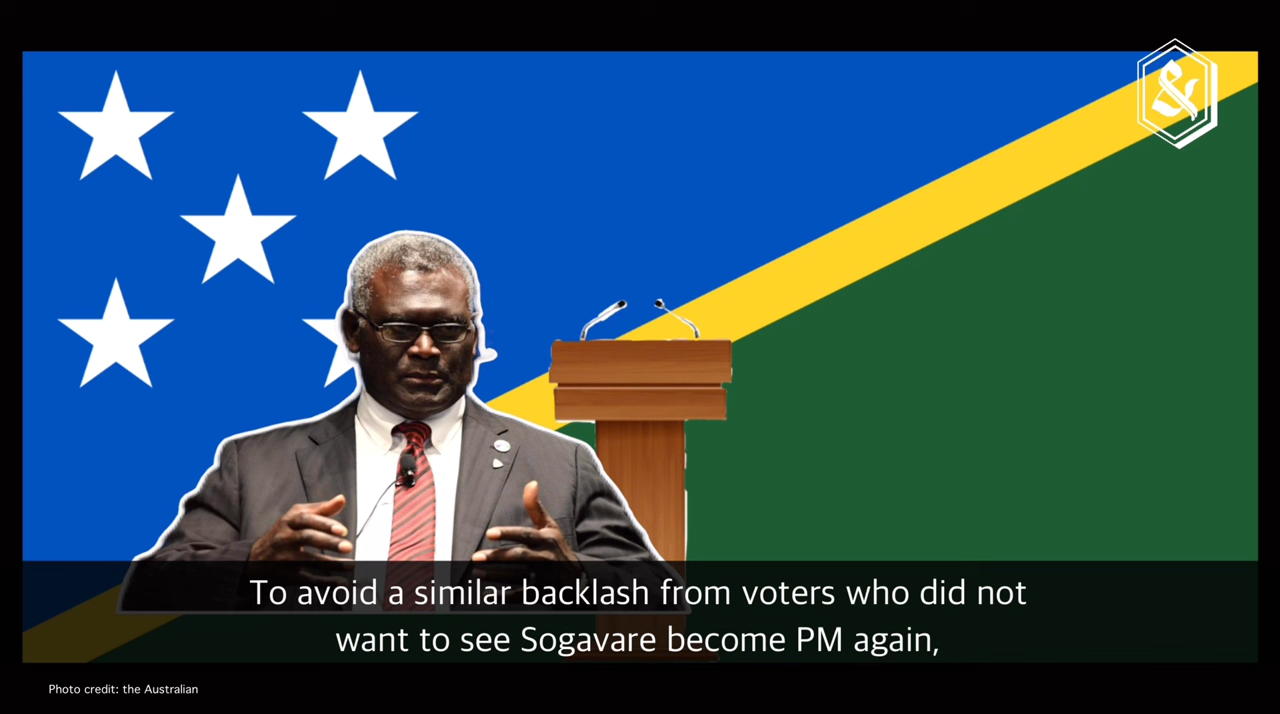 &
To avoid a similar backlash from voters who did not
want to see Sogavare become PM again,
Photo credit: the Australian